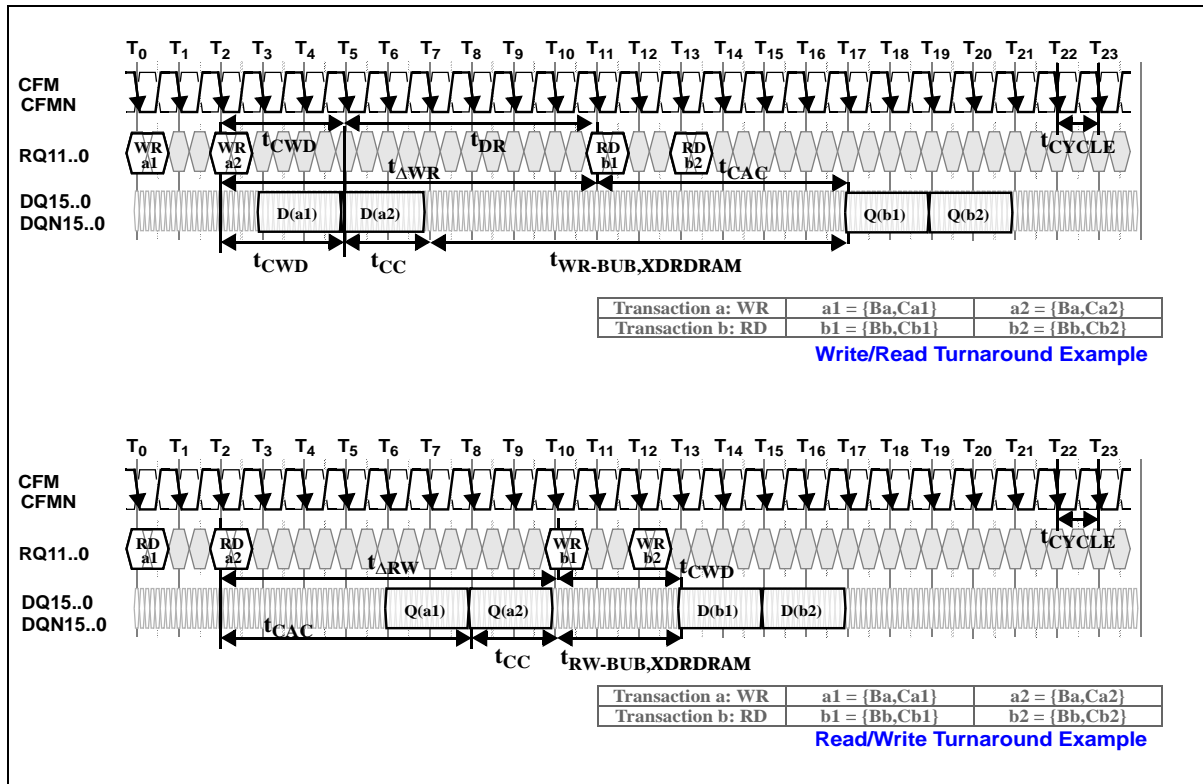 T0 T1 T2 T3 T4 T5 T6 T7 T8 T9 T10 T11 T12 T13 T14 T15 T16 T17 T18 T19 T20 T21 T22 T23
CFM
CFMN
tCWD tDR tCYCLE
RQ11..0 WR a1 WR a2 RD b1 RD b2
tΔWR tCAC
DQ15..0
DQN15..0
D(a1) D(a2) Q(b1) Q(b2)
tCWD tCC tWR-BUB,XDRDRAM
Transaction a: WR a1 = {Ba,Ca1} a2 = {Ba,Ca2}
Transaction b: RD b1 = {Bb,Cb1} b2 = {Bb,Cb2}
Write/Read Turnaround Example
T0 T1 T2 T3 T4 T5 T6 T7 T8 T9 T10 T11 T12 T13 T14 T15 T16 T17 T18 T19 T20 T21 T22 T23
CFM
CFMN
RQ11..0 RD a1 RD a2 WR b1 WR b2 tCYCLE
tΔRW tCWD
DQ15..0
DQN15..0
Q(a1) Q(a2) D(b1) D(b2)
tCAC tCC tRW-BUB,XDRDRAM
Transaction a: WR a1 = {Ba,Ca1} a2 = {Ba,Ca2}
Transaction b: RD b1 = {Bb,Cb1} b2 = {Bb,Cb2}
Read/Write Turnaround Example